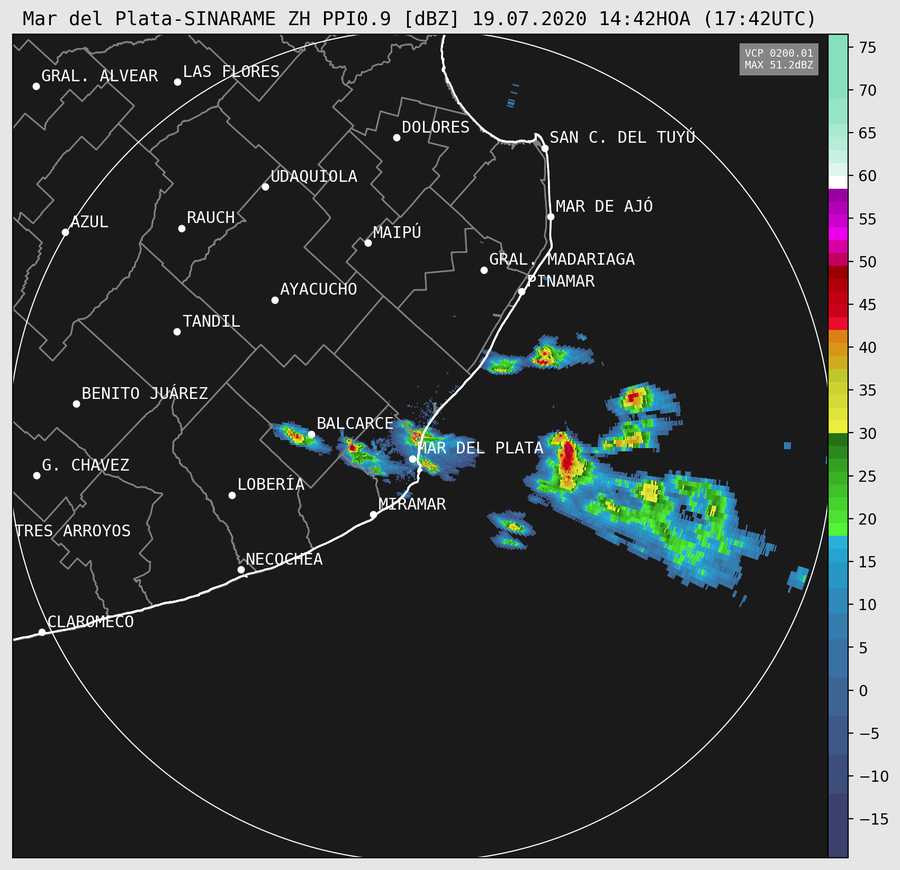 Mar del Plata-SINARAME ZH PPI0.9 [dBZ] 19.07.2020 14:42HOA (17:42UTC)
VCP 0200.01
MAX 51.2dBZ
GRAL. ALVEAR
LAS FLORES
DOLORES
SAN C. DEL TUYÚ
UDAQUIOLA
MAR DE AJÓ
AZUL
RAUCH
MAIPÚ
GRAL. MADARIAGA
PINAMAR
AYACUCHO
TANDIL
BENITO JUÁREZ
BALCARCE
MAR DEL PLATA
G. CHAVEZ
LOBERÍA
MIRAMAR
TRES ARROYOS
NECOCHEA
CLAROMECO
75
70
65
60
55
50
45
40
35
30
25
20
15
10
5
0
−5
−10
−15